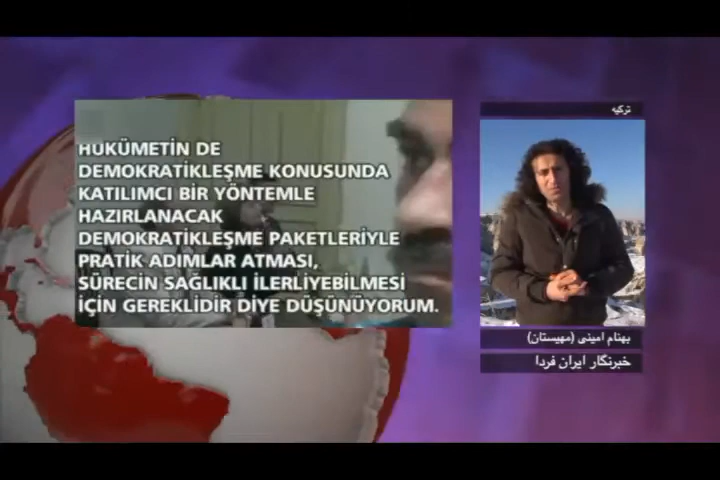 HÜKÜMETİN DE
DEMOKRATİKLEŞME KONUSUNDA
KATILIMCI BİR YÖNTEMLE
HAZIRLANACAK
DEMOKRATİKLEŞME PAKETLERİYLE
PRATİK ADIMLAR ATMASI,
SÜRECİN SAĞLIKLI İLERLİYEBİLMESİ
İÇİN GEREKLİDİR DİYE DÜŞÜNÜYORUM.
ترکیه
بهنام امینی (مهیستان)
خبرنگار ایران فردا